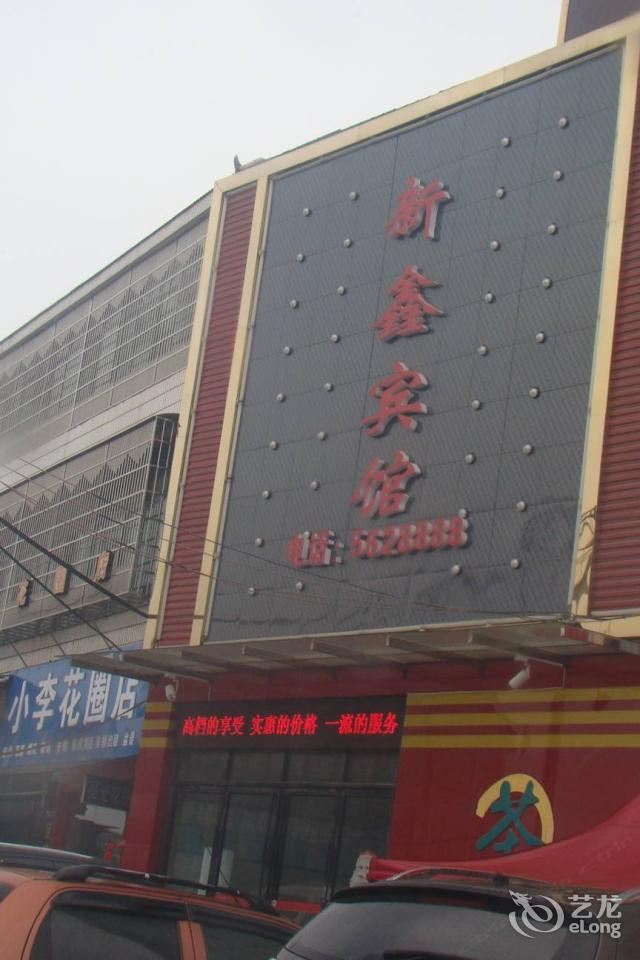 新鑫宾馆
电话：5628888
小李花圈店
高档的享受 实惠的价格 一流的服务
茶
艺龙
eLong